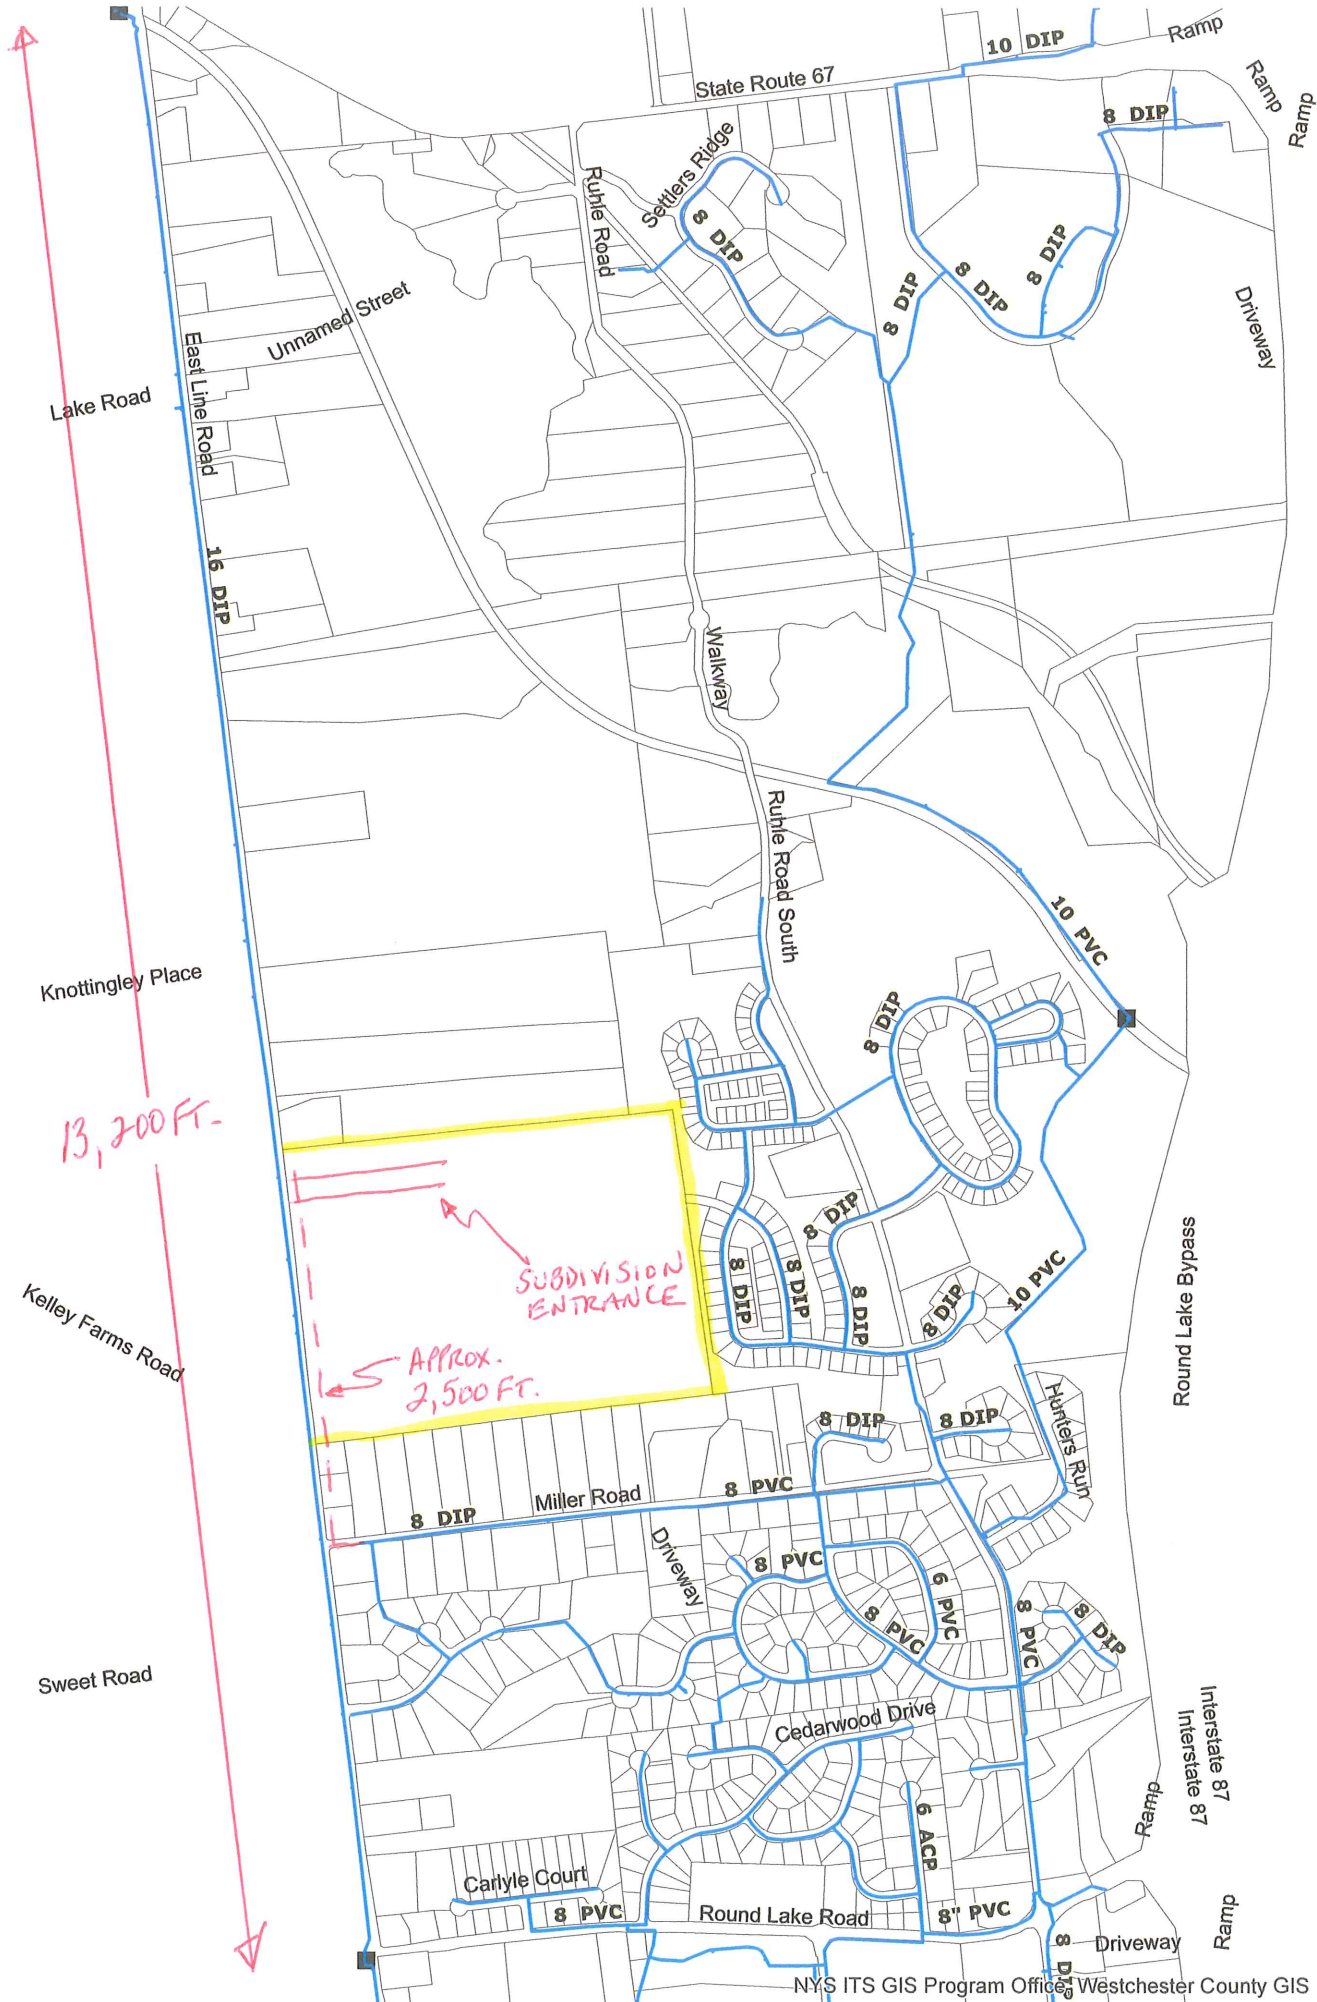 10 DIP
Ramp
State Route 67
Ramp
Ramp
8 DIP
Settlers Ridge
Ruhle Road
8 DIP
8 DIP
8 DIP
8 DIP
Unnamed Street
Driveway
East Line Road
Lake Road
16 DIP
Walkway
Ruhle Road South
10 PVC
Knottingley Place
8 DIP
13,200 FT.
8 DIP
SUBDIVISION
ENTRANCE
8 DIP
8 DIP
8 DIP
8 DIP
10 PVC
Round Lake Bypass
Kelley Farms Road
APPROX.
2,500 FT.
8 DIP
8 DIP
Hunters Run
8 PVC
Miller Road
8 DIP
Driveway
8 PVC
6 PVC
8 PVC
8 PVC
8 DIP
Sweet Road
Cedarwood Drive
Interstate 87
Interstate 87
Ramp
6 ACP
Carlyle Court
8 PVC
Round Lake Road
8" PVC
Ramp
Driveway
8 DIP
NYS ITS GIS Program Office, Westchester County GIS